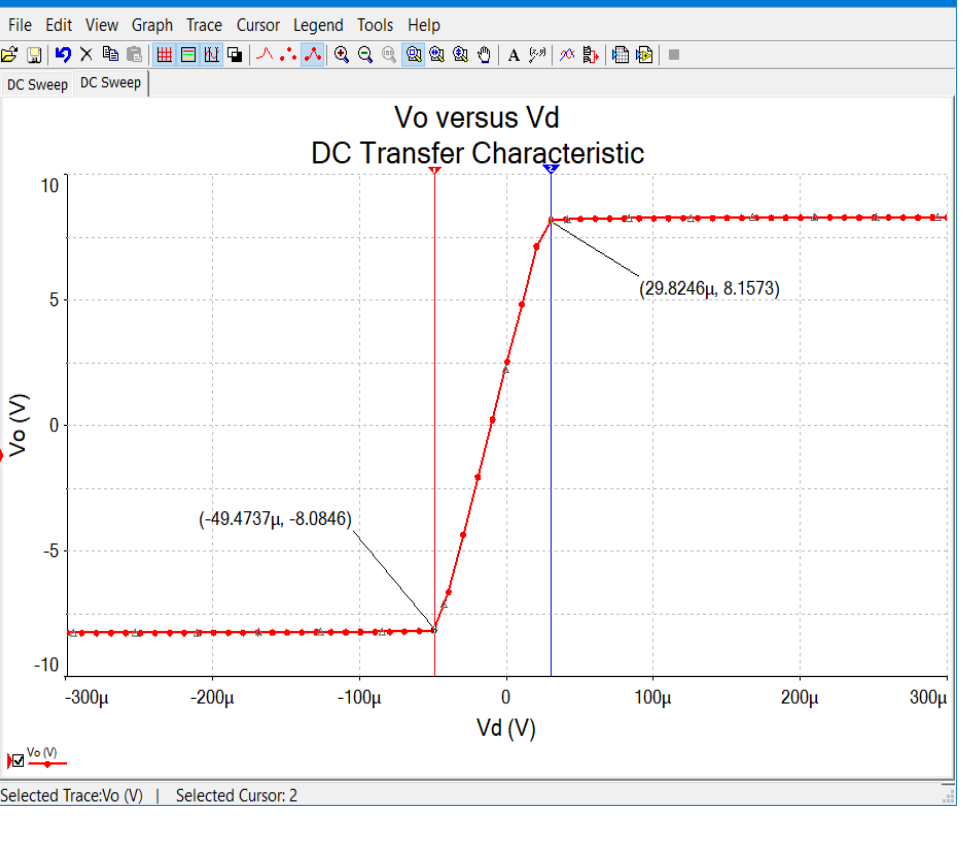 File Edit View Graph Trace Cursor Legend Tools Help
A
DC Sweep DC Sweep
Vo versus Vd
DC Transfer Characteristic
1 2
10
5
0
-5
-10
Vo (V)
(29.8246μ, 8.1573)
(-49.4737μ, -8.0846)
-300μ -200μ -100μ 0 100μ 200μ 300μ
Vd (V)
Vo (V)
Selected Trace:Vo (V) | Selected Cursor: 2